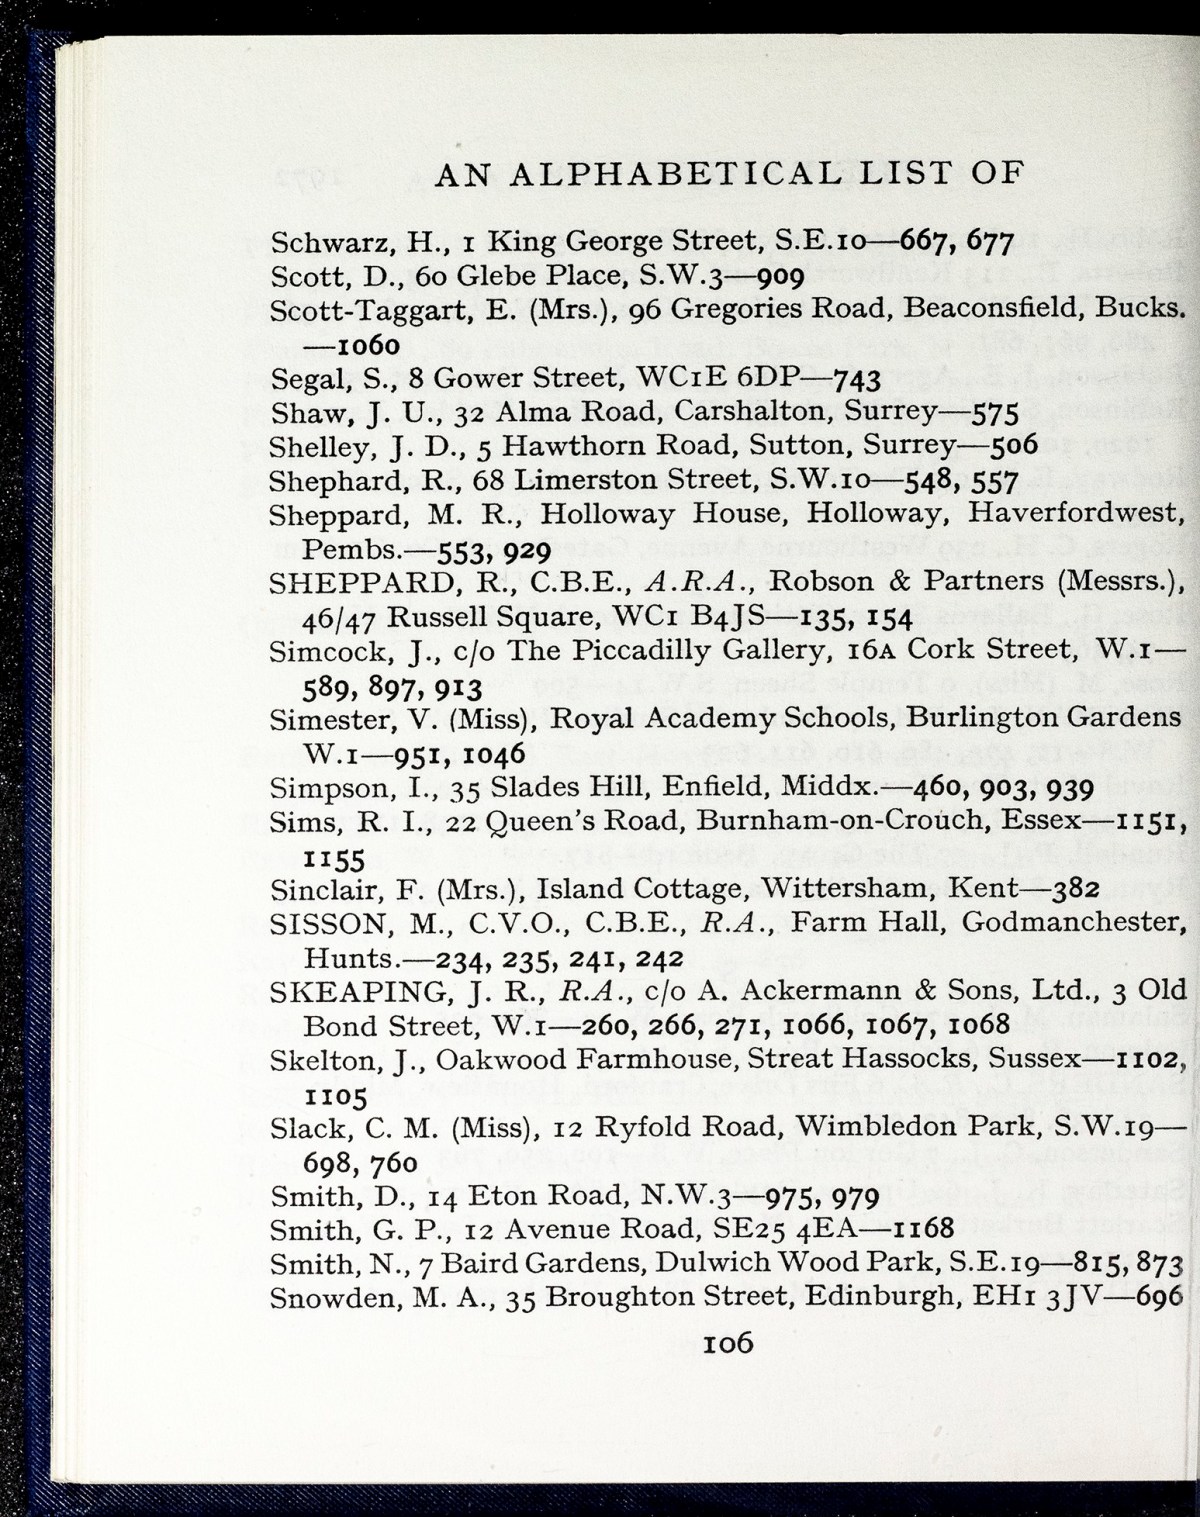 AN ALPHABETICAL LIST OF
Schwarz, H., 1 King George Street, S.E.10—667, 677
Scott, D., 60 Glebe Place, S.W.3—909
Scott-Taggart, E. (Mrs.), 96 Gregories Road, Beaconsfield, Bucks.
—1060
Segal, S., 8 Gower Street, WC1E 6DP—743
Shaw, J. U., 32 Alma Road, Carshalton, Surrey—575
Shelley, J. D., 5 Hawthorn Road, Sutton, Surrey—506
Shephard, R., 68 Limerston Street, S.W.10—548, 557
Sheppard, M. R., Holloway House, Holloway, Haverfordwest,
Pembs.—553, 929
SHEPPARD, R., C.B.E., A.R.A., Robson & Partners (Messrs.),
46/47 Russell Square, WC1 B4JS—135, 154
Simcock, J., c/o The Piccadilly Gallery, 16A Cork Street, W.1—
589, 897, 913
Simester, V. (Miss), Royal Academy Schools, Burlington Gardens
W.1—951, 1046
Simpson, I., 35 Slades Hill, Enfield, Middx.—460, 903, 939
Sims, R. I., 22 Queen's Road, Burnham-on-Crouch, Essex—1151,
1155
Sinclair, F. (Mrs.), Island Cottage, Wittersham, Kent—382
SISSON, M., C.V.O., C.B.E., R.A., Farm Hall, Godmanchester,
Hunts.—234, 235, 241, 242
SKEAPING, J. R., R.A., c/o A. Ackermann & Sons, Ltd., 3 Old
Bond Street, W.1—260, 266, 271, 1066, 1067, 1068
Skelton, J., Oakwood Farmhouse, Streat Hassocks, Sussex—1102,
1105
Slack, C. M. (Miss), 12 Ryfold Road, Wimbledon Park, S.W.19—
698, 760
Smith, D., 14 Eton Road, N.W.3—975, 979
Smith, G. P., 12 Avenue Road, SE25 4EA—1168
Smith, N., 7 Baird Gardens, Dulwich Wood Park, S.E.19—815, 873
Snowden, M. A., 35 Broughton Street, Edinburgh, EH1 3JV—696
106